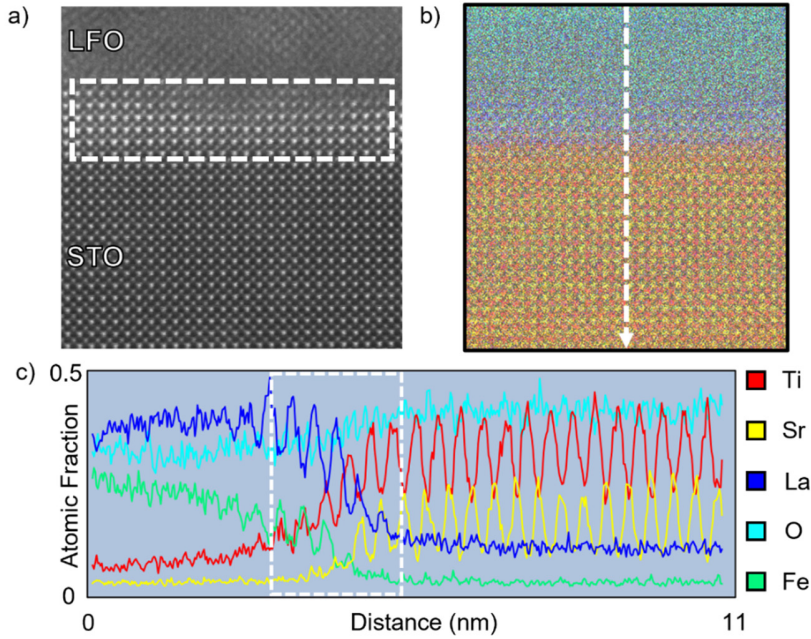 a)
LFO
STO
b)
c)
0.5
Atomic Fraction
0
0
Distance (nm)
11
Ti
Sr
La
O
Fe